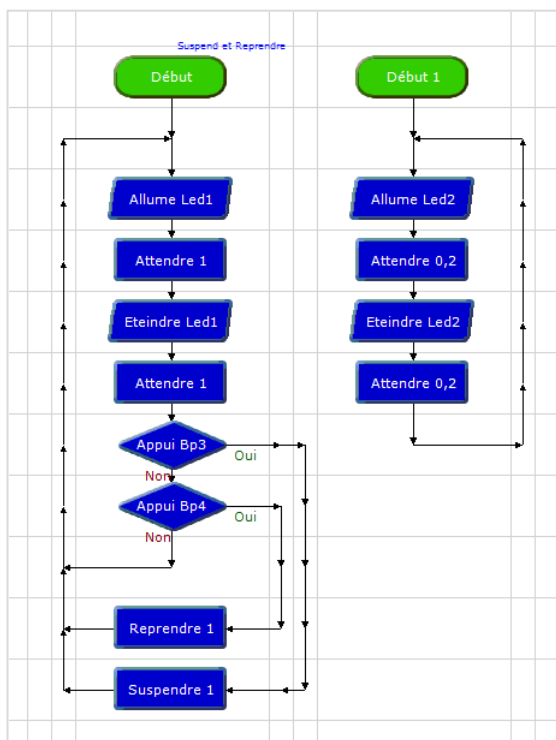 Suspend et Reprendre
Début
Allume Led1
Attendre 1
Eteindre Led1
Attendre 1
Appui Bp3
Oui
Non
Appui Bp4
Oui
Non
Reprendre 1
Suspendre 1
Début 1
Allume Led2
Attendre 0,2
Eteindre Led2
Attendre 0,2